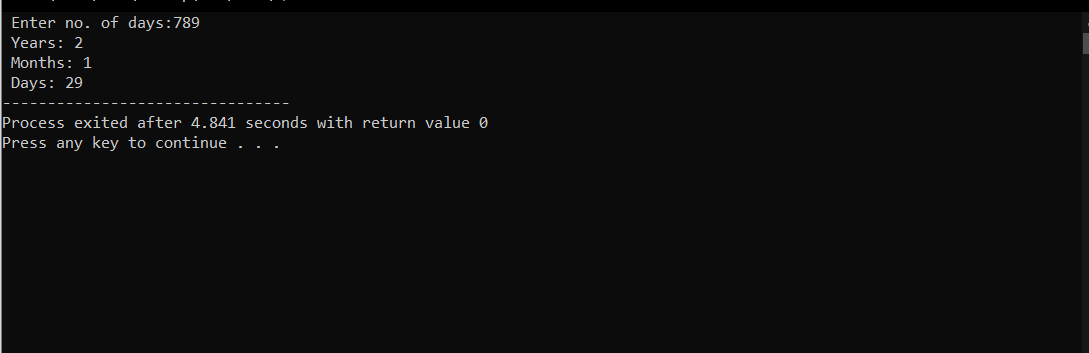 Enter no. of days:789
Years: 2
Months: 1
Days: 29
--------------------------------
Process exited after 4.841 seconds with return value 0
Press any key to continue . . .